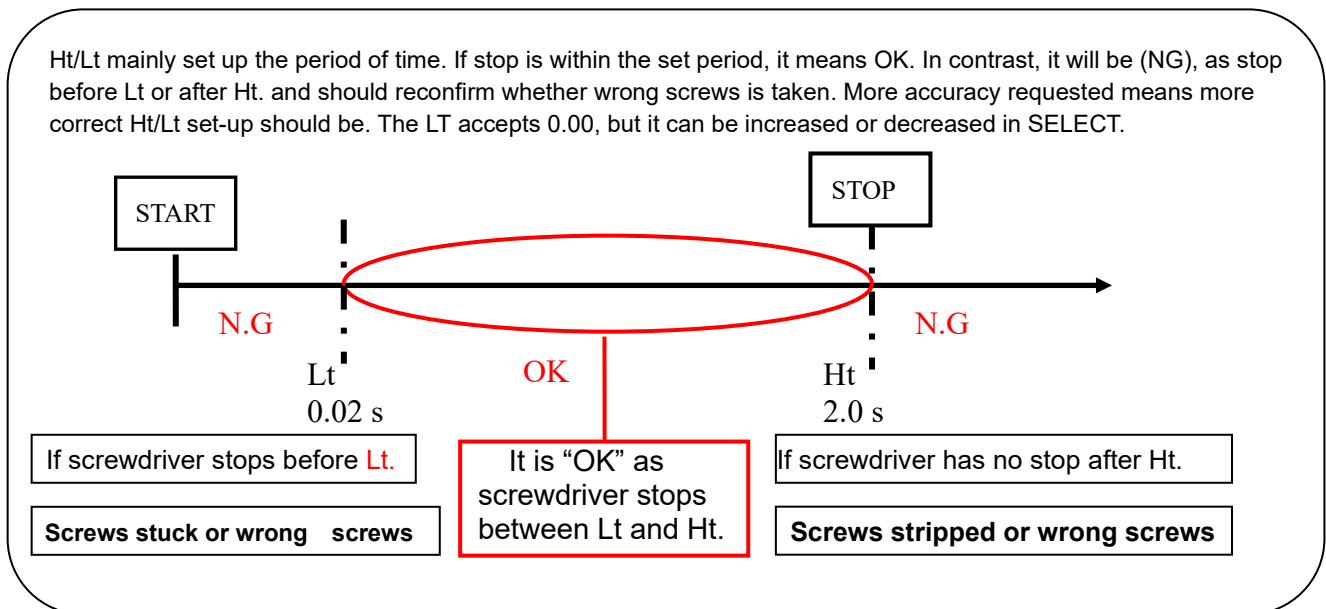 Ht/Lt mainly set up the period of time. If stop is within the set period, it means OK. In contrast, it will be (NG), as stop
before Lt or after Ht. and should reconfirm whether wrong screws is taken. More accuracy requested means more
correct Ht/Lt set-up should be. The LT accepts 0.00, but it can be increased or decreased in SELECT.
START
STOP
N.G
N.G
Lt
OK
Ht
0.02 s
2.0 s
If screwdriver stops before Lt.
It is “OK” as
screwdriver stops
between Lt and Ht.
If screwdriver has no stop after Ht.
Screws stuck or wrong screws
Screws stripped or wrong screws